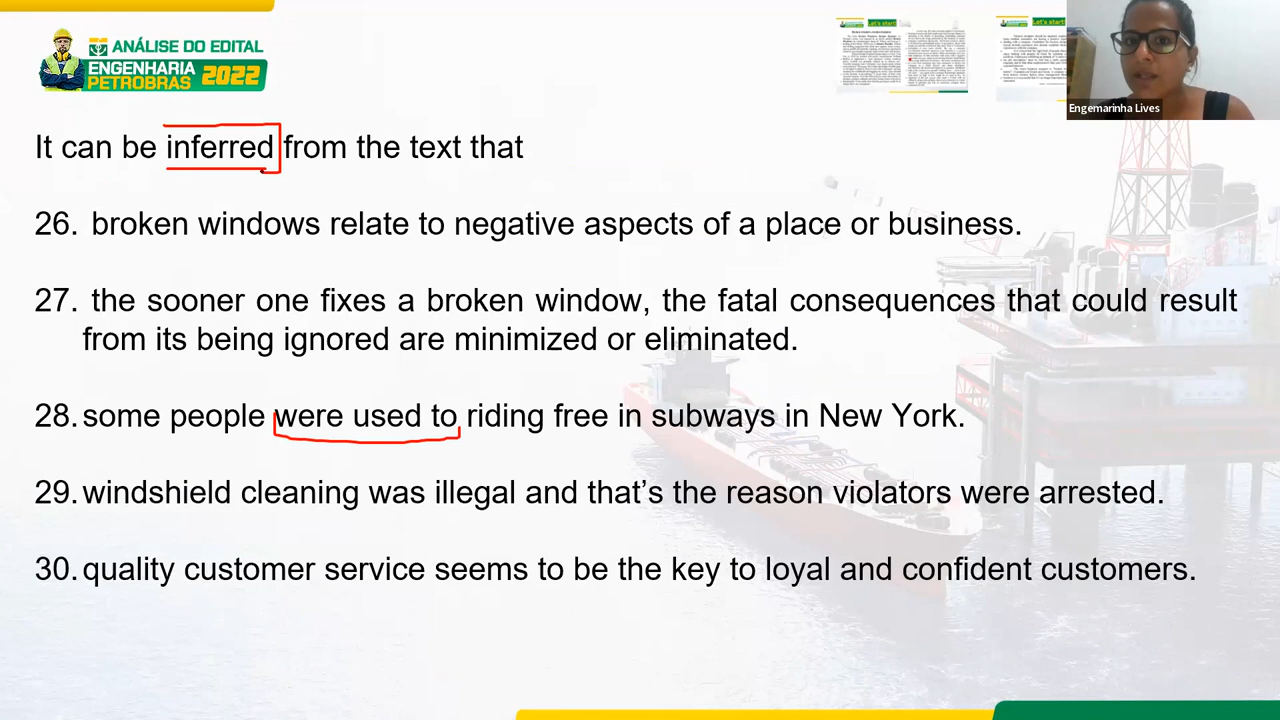 ANÁLISE DO EDITAL
ENGENHARIA
PETROBRAS 2022
Let's start!
Let's start!
Engemarinha Lives
It can be inferred from the text that
26. broken windows relate to negative aspects of a place or business.
27. the sooner one fixes a broken window, the fatal consequences that could result
from its being ignored are minimized or eliminated.
28. some people were used to riding free in subways in New York.
29. windshield cleaning was illegal and that’s the reason violators were arrested.
30. quality customer service seems to be the key to loyal and confident customers.